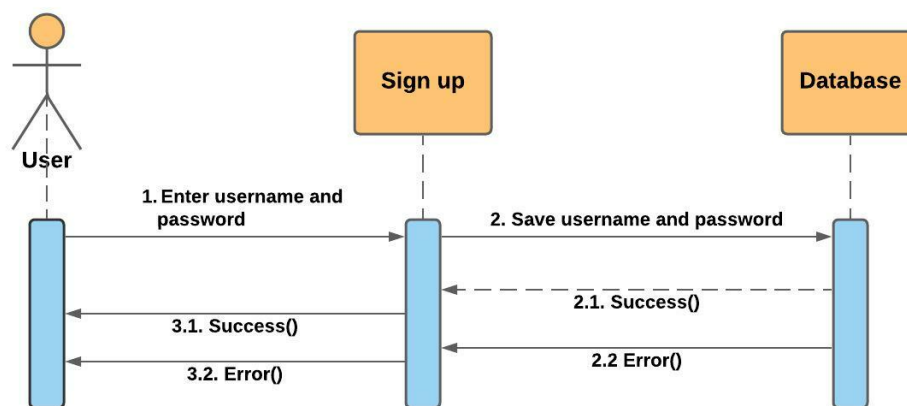 Sign up
Database
User
1. Enter username and
password
2. Save username and password
2.1. Success()
3.1. Success()
2.2 Error()
3.2. Error()